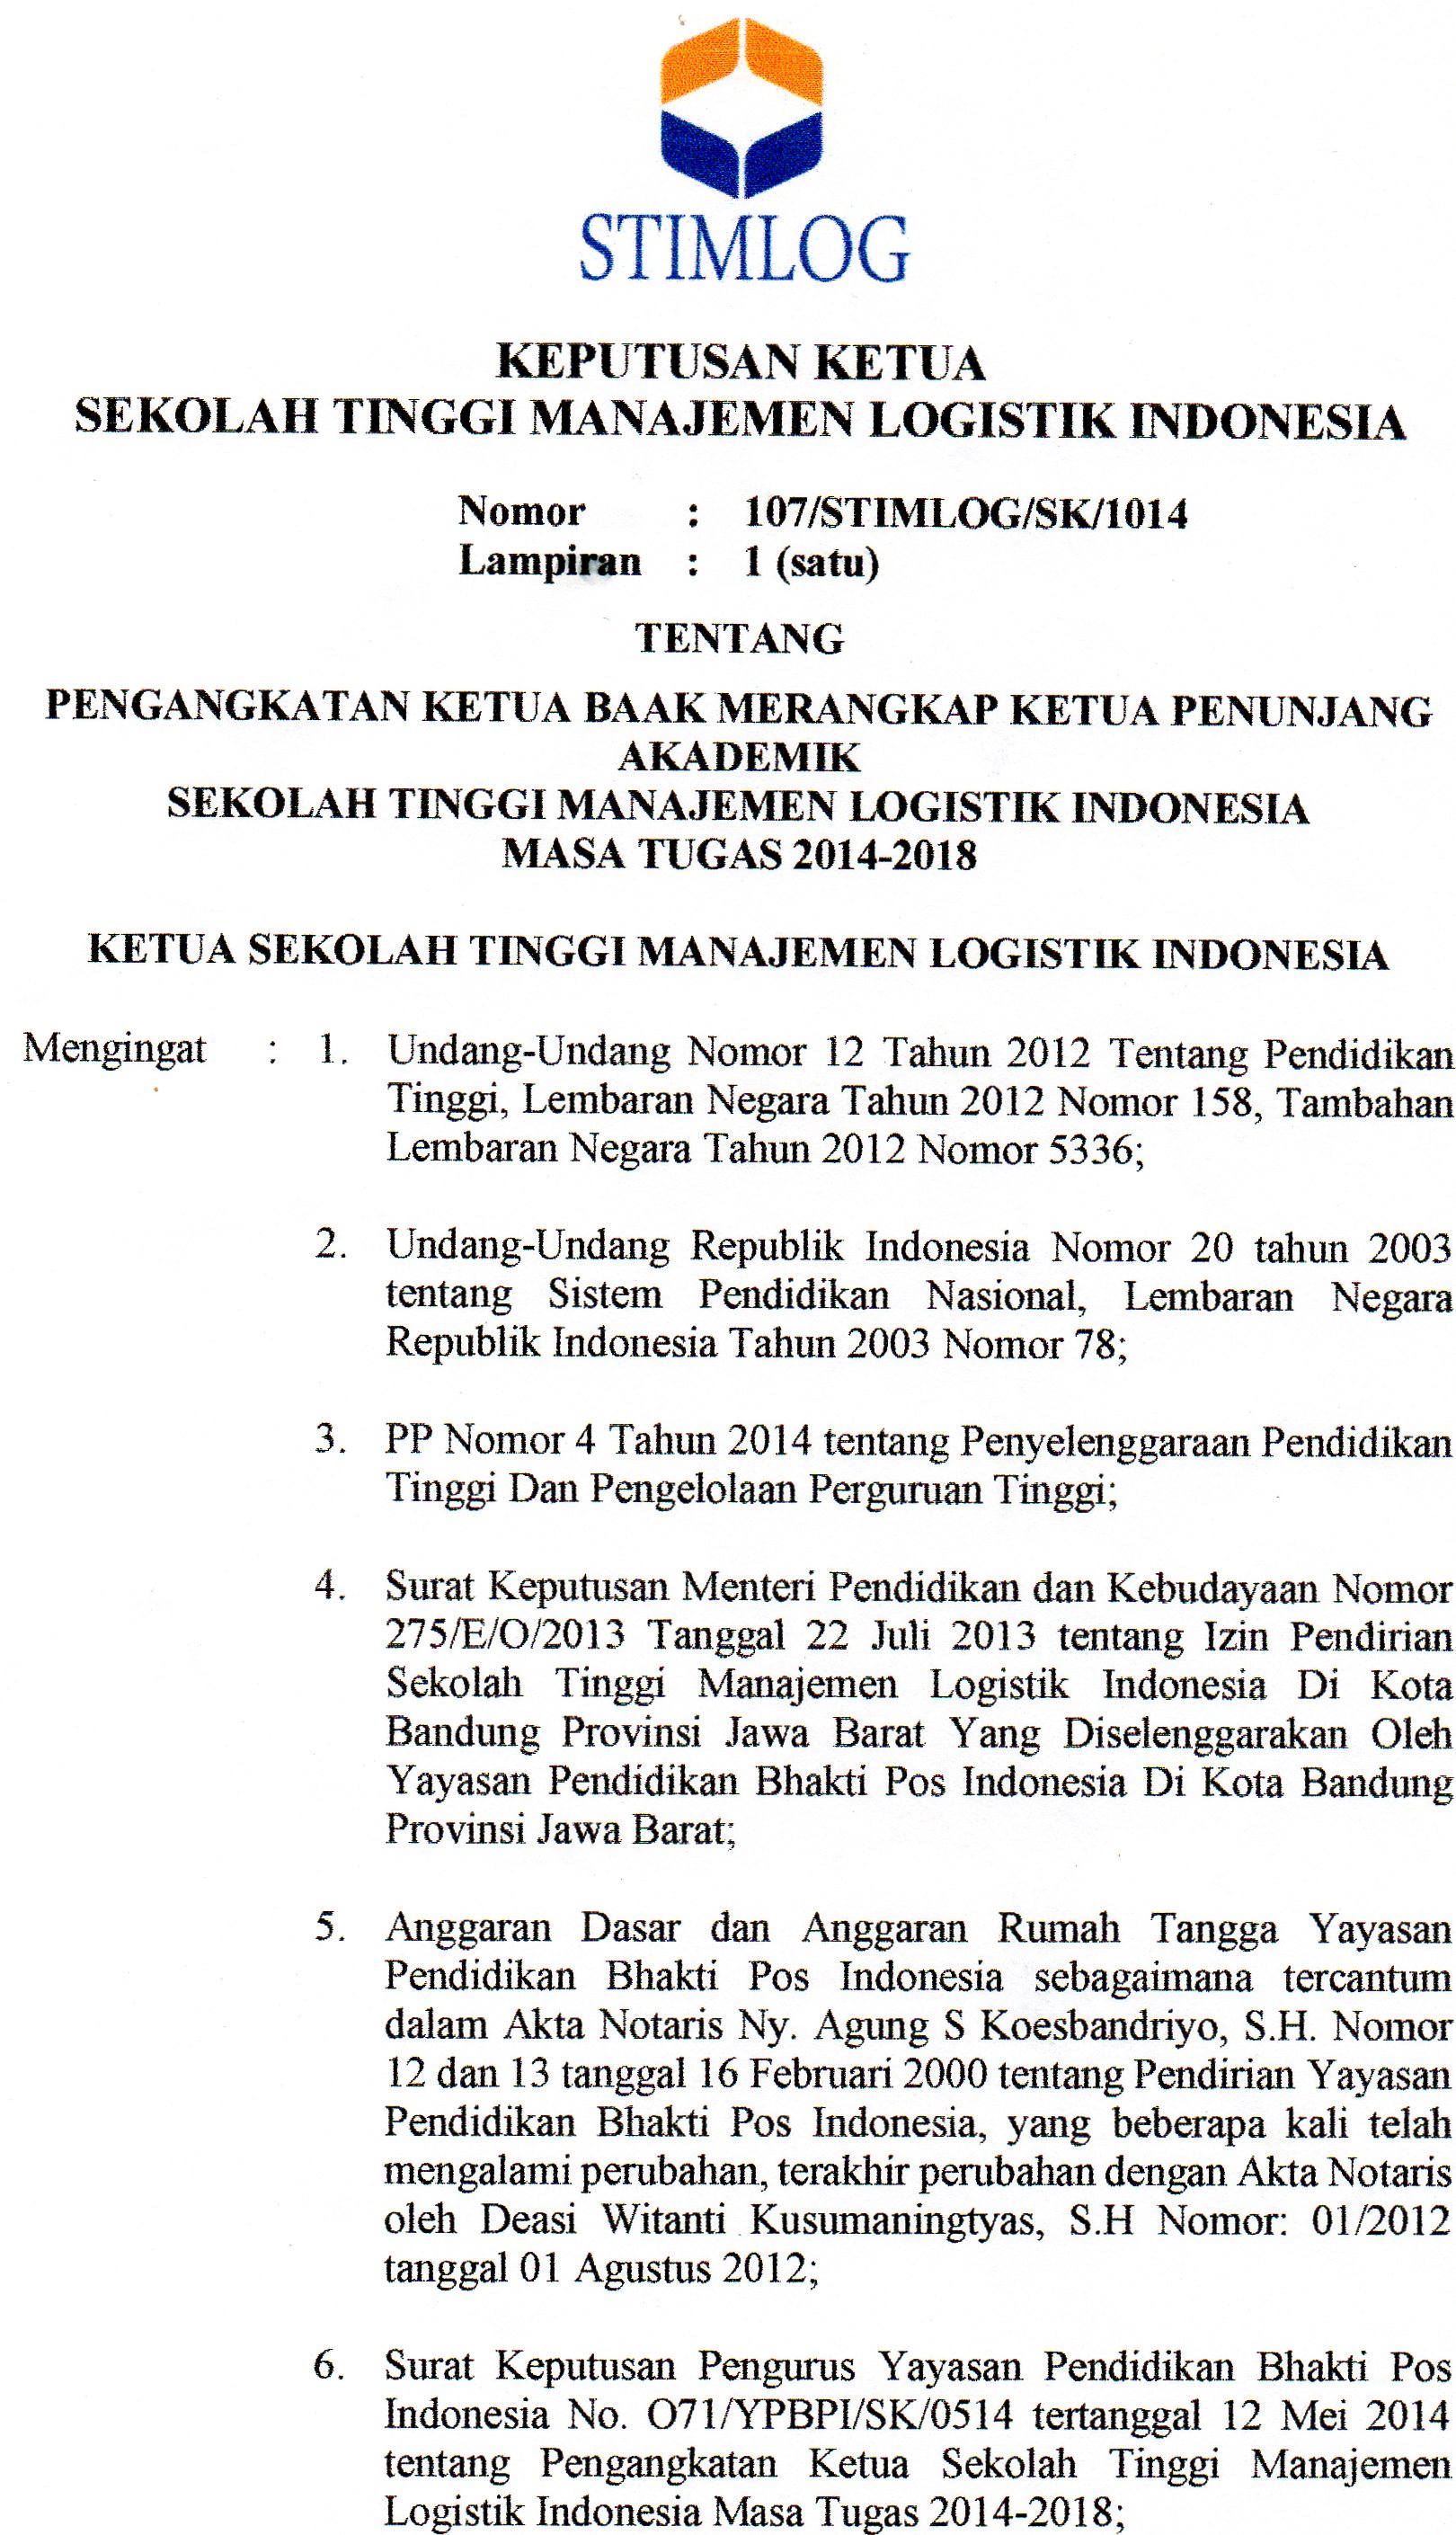 STIMLOG
KEPUTUSAN KETUA
SEKOLAH TINGGI MANAJEMEN LOGISTIK INDONESIA
Nomor : 107/STIMLOG/SK/1014
Lampiran : 1 (satu)
TENTANG
PENGANGKATAN KETUA BAAK MERANGKAP KETUA PENUNJANG
AKADEMIK
SEKOLAH TINGGI MANAJEMEN LOGISTIK INDONESIA
MASA TUGAS 2014-2018
KETUA SEKOLAH TINGGI MANAJEMEN LOGISTIK INDONESIA
Mengingat : 1. Undang-Undang Nomor 12 Tahun 2012 Tentang Pendidikan
Tinggi, Lembaran Negara Tahun 2012 Nomor 158, Tambahan
Lembaran Negara Tahun 2012 Nomor 5336;
2. Undang-Undang Republik Indonesia Nomor 20 tahun 2003
tentang Sistem Pendidikan Nasional, Lembaran Negara
Republik Indonesia Tahun 2003 Nomor 78;
3. PP Nomor 4 Tahun 2014 tentang Penyelenggaraan Pendidikan
Tinggi Dan Pengelolaan Perguruan Tinggi;
4. Surat Keputusan Menteri Pendidikan dan Kebudayaan Nomor
275/E/O/2013 Tanggal 22 Juli 2013 tentang Izin Pendirian
Sekolah Tinggi Manajemen Logistik Indonesia Di Kota
Bandung Provinsi Jawa Barat Yang Diselenggarakan Oleh
Yayasan Pendidikan Bhakti Pos Indonesia Di Kota Bandung
Provinsi Jawa Barat;
5. Anggaran Dasar dan Anggaran Rumah Tangga Yayasan
Pendidikan Bhakti Pos Indonesia sebagaimana tercantum
dalam Akta Notaris Ny. Agung S Koesbandriyo, S.H. Nomor
12 dan 13 tanggal 16 Februari 2000 tentang Pendirian Yayasan
Pendidikan Bhakti Pos Indonesia, yang beberapa kali telah
mengalami perubahan, terakhir perubahan dengan Akta Notaris
oleh Deasi Witanti Kusumaningtyas, S.H Nomor: 01/2012
tanggal 01 Agustus 2012;
6. Surat Keputusan Pengurus Yayasan Pendidikan Bhakti Pos
Indonesia No. O71/YPBPI/SK/0514 tertanggal 12 Mei 2014
tentang Pengangkatan Ketua Sekolah Tinggi Manajemen
Logistik Indonesia Masa Tugas 2014-2018;